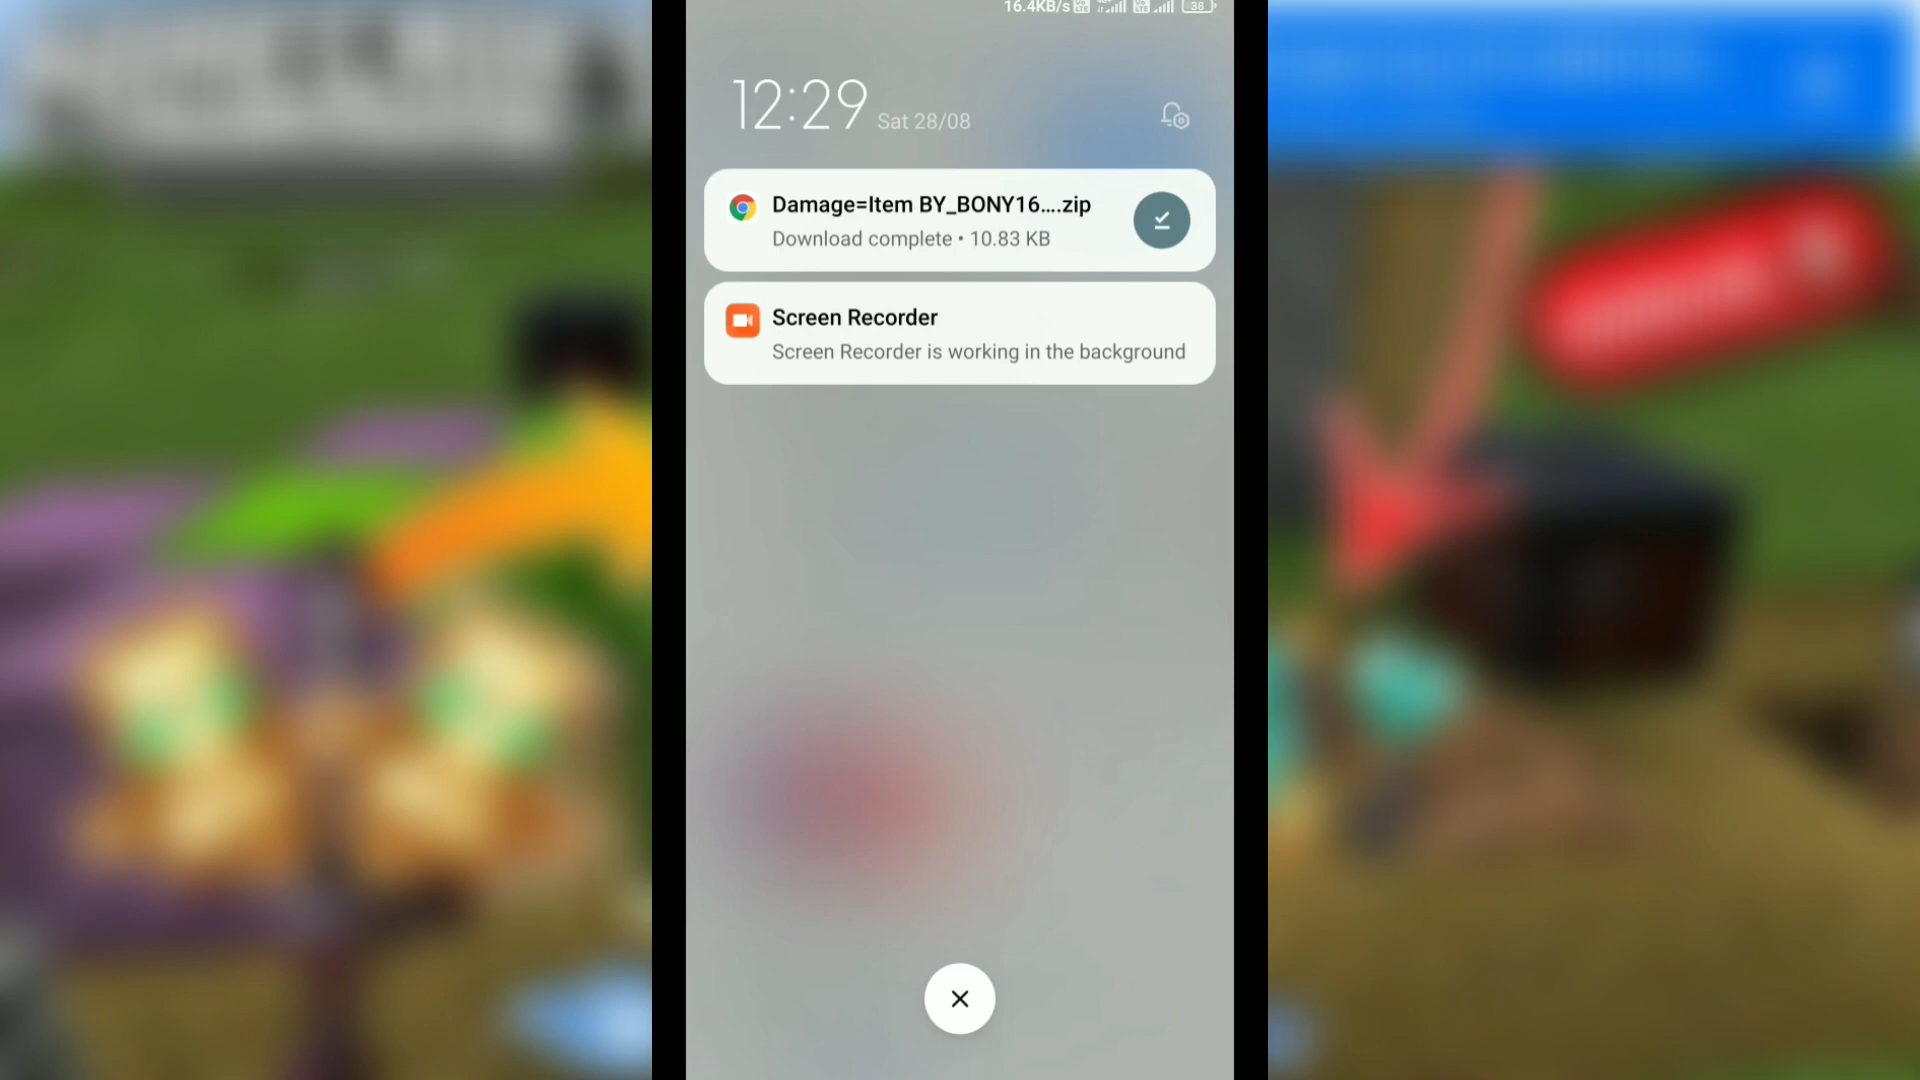 16.4KB/s 38
12:29 Sat 28/08
Damage=Item BY_BONY16....zip
Download complete • 10.83 KB
Screen Recorder
Screen Recorder is working in the background